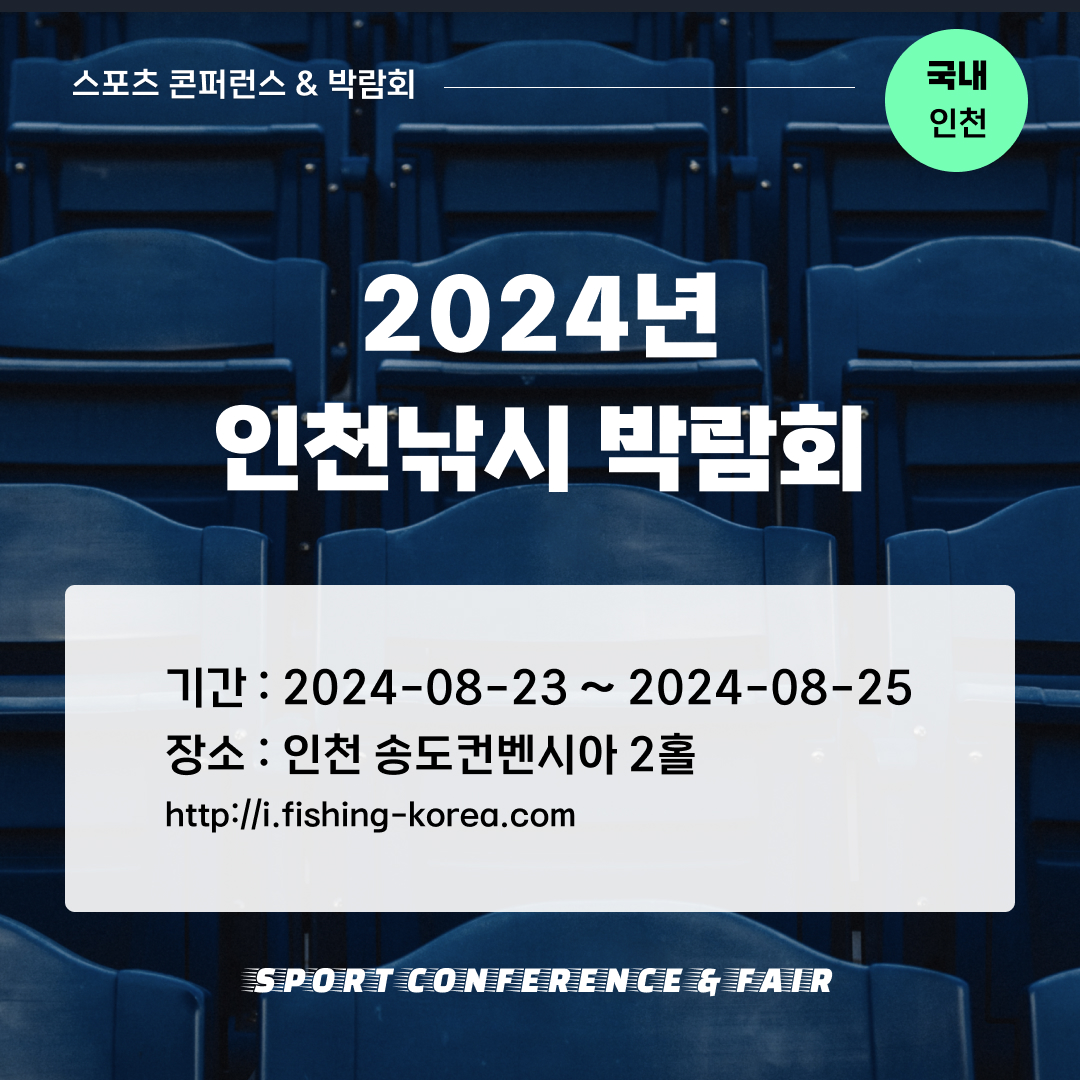 스포츠 콘퍼런스 & 박람회
국내
인천
2024년
인천낚시 박람회
기간 : 2024-08-23 ~ 2024-08-25
장소 : 인천 송도컨벤시아 2홀
http://i.fishing-korea.com
SPORT CONFERENCE & FAIR